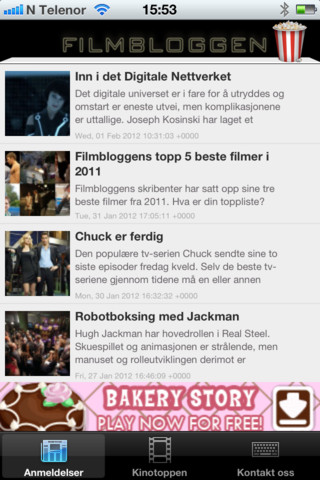 N Telenor 15:53
FILMBLOGGEN
Inn i det Digitale Nettverket
Det digitale universet er i fare for å utryddes og
omstart er eneste utvei, men komplikasjonene
er uttallige. Joseph Kosinski har laget et
Wed, 01 Feb 2012 10:31:03 +0000
Filmbloggens topp 5 beste filmer i
2011
Filmbloggens skribenter har satt opp sine tre
beste filmer fra 2011. Hva er din toppliste?
Tue, 31 Jan 2012 17:05:11 +0000
Chuck er ferdig
Den populære tv-serien Chuck sendte sine to
siste episoder fredag kveld. Selv de beste tv-
seriene gjennom tidene må en eller annen
Mon, 30 Jan 2012 16:32:32 +0000
Robotboksing med Jackman
Hugh Jackman har hovedrollen i Real Steel.
Skuespillet og animasjonen er strålende, men
manuset og rolleutviklingen derimot er
Fri, 27 Jan 2012 16:46:09 +0000
BAKERY STORY
PLAY NOW FOR FREE!
Anmeldelser Kinotoppen Kontakt oss